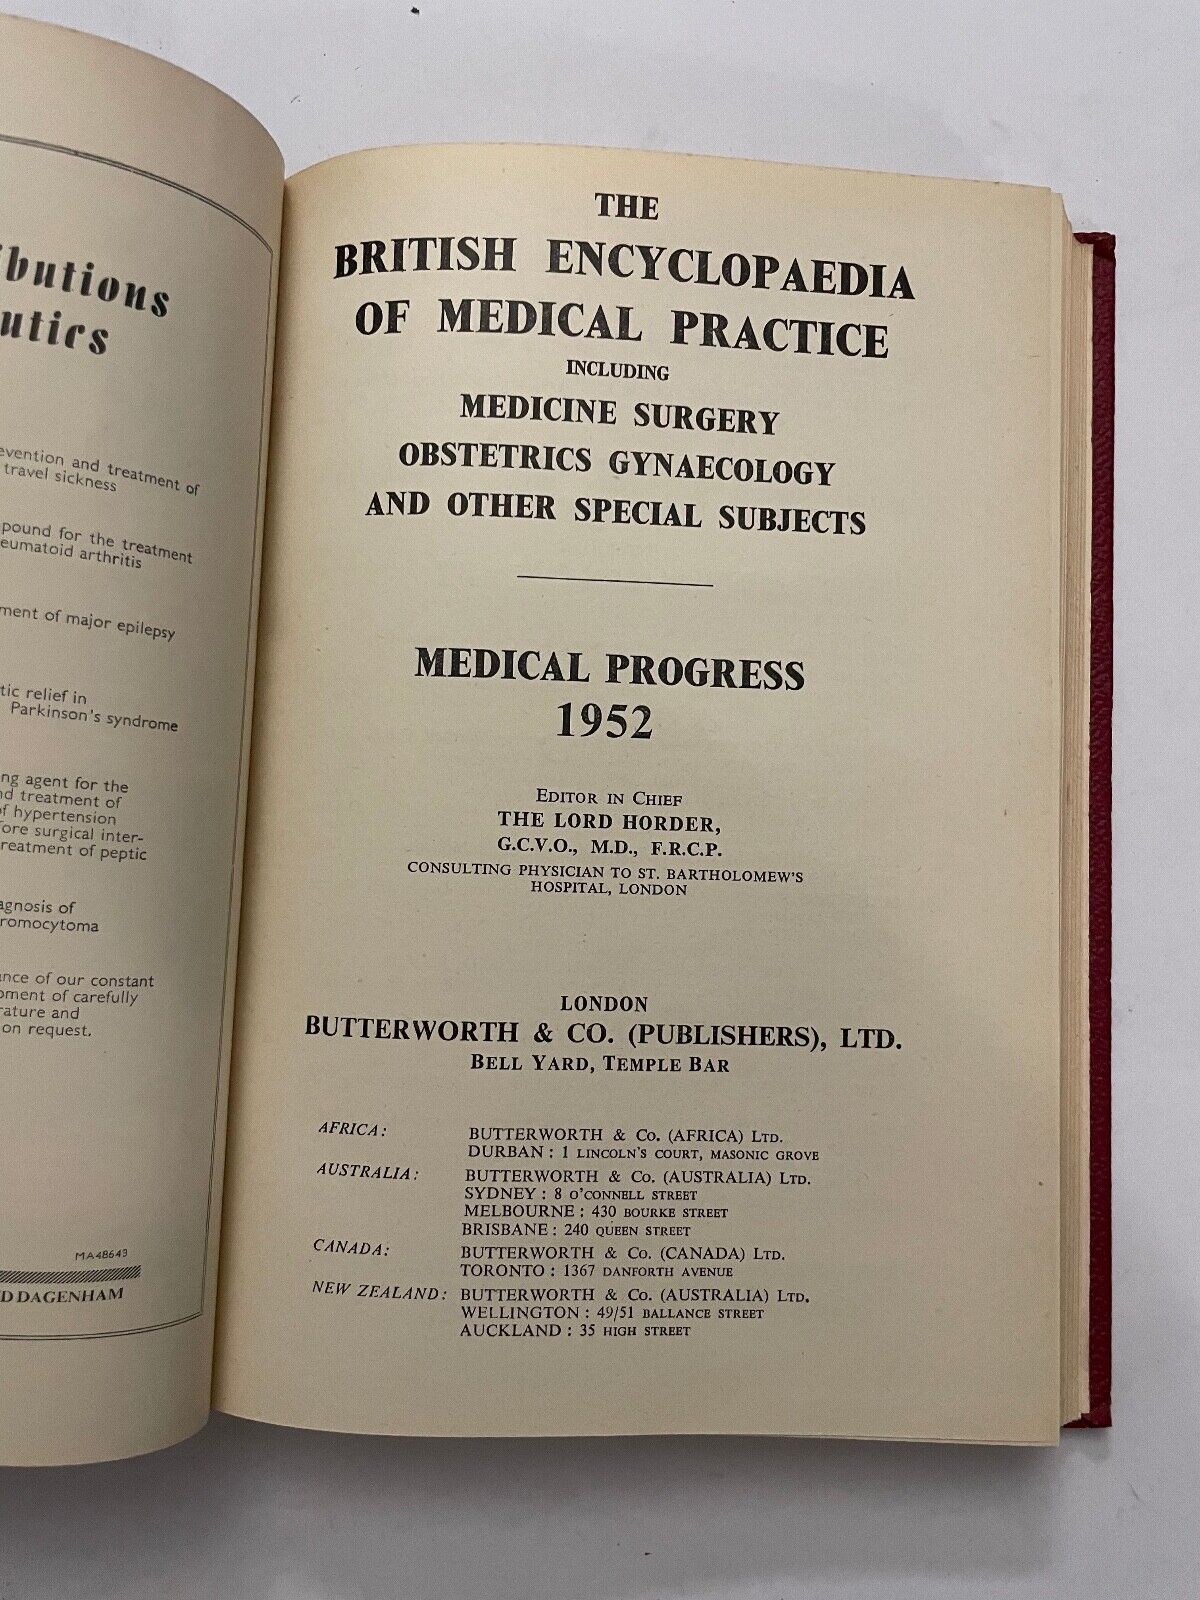 ibutions
utics
evention and treatment of
travel sickness
pound for the treatment
eumatoid arthritis
ment of major epilepsy
tic relief in
Parkinson's syndrome
ng agent for the
nd treatment of
of hypertension
fore surgical inter-
reatment of peptic
agnosis of
romocytoma
ance of our constant
pment of carefully
rature and
on request.
MA48649
D DAGENHAM
THE
BRITISH ENCYCLOPAEDIA
OF MEDICAL PRACTICE
INCLUDING
MEDICINE SURGERY
OBSTETRICS GYNAECOLOGY
AND OTHER SPECIAL SUBJECTS
MEDICAL PROGRESS
1952
EDITOR IN CHIEF
THE LORD HORDER,
G.C.V.O., M.D., F.R.C.P.
CONSULTING PHYSICIAN TO ST. BARTHOLOMEW'S
HOSPITAL, LONDON
LONDON
BUTTERWORTH & CO. (PUBLISHERS), LTD.
BELL YARD, TEMPLE BAR
AFRICA: BUTTERWORTH & Co. (AFRICA) LTD.
DURBAN : 1 LINCOLN'S COURT, MASONIC GROVE
AUSTRALIA: BUTTERWORTH & Co. (AUSTRALIA) LTD.
SYDNEY : 8 O'CONNELL STREET
MELBOURNE : 430 BOURKE STREET
BRISBANE : 240 QUEEN STREET
CANADA: BUTTERWORTH & Co. (CANADA) LTD.
TORONTO : 1367 DANFORTH AVENUE
NEW ZEALAND: BUTTERWORTH & Co. (AUSTRALIA) LTD.
WELLINGTON : 49/51 BALLANCE STREET
AUCKLAND : 35 HIGH STREET